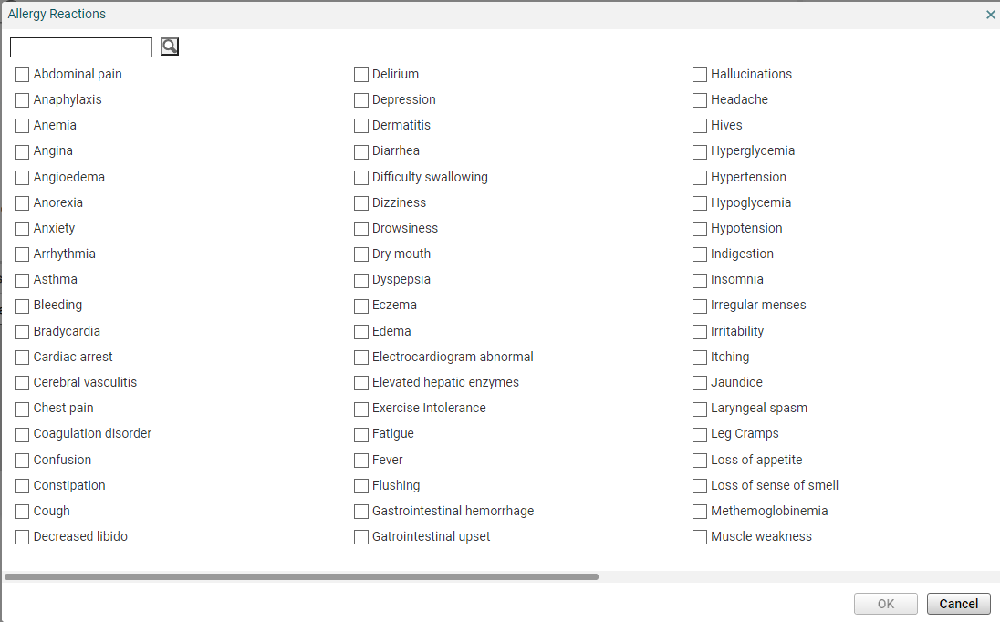 Allergy Reactions
Abdominal pain
Anaphylaxis
Anemia
Angina
Angioedema
Anorexia
Anxiety
Arrhythmia
Asthma
Bleeding
Bradycardia
Cardiac arrest
Cerebral vasculitis
Chest pain
Coagulation disorder
Confusion
Constipation
Cough
Decreased libido
Delirium
Depression
Dermatitis
Diarrhea
Difficulty swallowing
Dizziness
Drowsiness
Dry mouth
Dyspepsia
Eczema
Edema
Electrocardiogram abnormal
Elevated hepatic enzymes
Exercise Intolerance
Fatigue
Fever
Flushing
Gastrointestinal hemorrhage
Gatrointestinal upset
Hallucinations
Headache
Hives
Hyperglycemia
Hypertension
Hypoglycemia
Hypotension
Indigestion
Insomnia
Irregular menses
Irritability
Itching
Jaundice
Laryngeal spasm
Leg Cramps
Loss of appetite
Loss of sense of smell
Methemoglobinemia
Muscle weakness
OK
Cancel